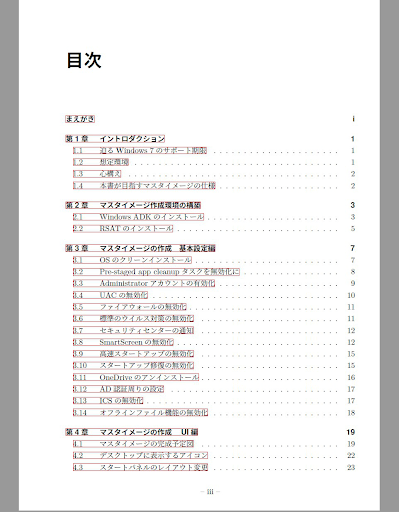 目次
まえがき i
第1章 イントロダクション 1
1.1 迫る Windows 7 のサポート期限 1
1.2 想定環境 1
1.3 心構え 2
1.4 本書が目指すマスタイメージの仕様 2
第2章 マスタイメージ作成環境の構築 3
2.1 Windows ADK のインストール 3
2.2 RSAT のインストール 5
第3章 マスタイメージの作成 基本設定編 7
3.1 OS のクリーンインストール 7
3.2 Pre-staged app cleanup タスクを無効化に 8
3.3 Administrator アカウントの有効化 9
3.4 UAC の無効化 10
3.5 ファイアウォールの無効化 11
3.6 標準のウイルス対策の無効化 11
3.7 セキュリティセンターの通知 12
3.8 SmartScreen の無効化 12
3.9 高速スタートアップの無効化 15
3.10 スタートアップ修復の無効化 15
3.11 OneDrive のアンインストール 16
3.12 AD 認証周りの設定 17
3.13 ICS の無効化 17
3.14 オフラインファイル機能の無効化 18
第4章 マスタイメージの作成 UI 編 19
4.1 マスタイメージの完成予定図 19
4.2 デスクトップに表示するアイコン 22
4.3 スタートパネルのレイアウト変更 23
– iii –